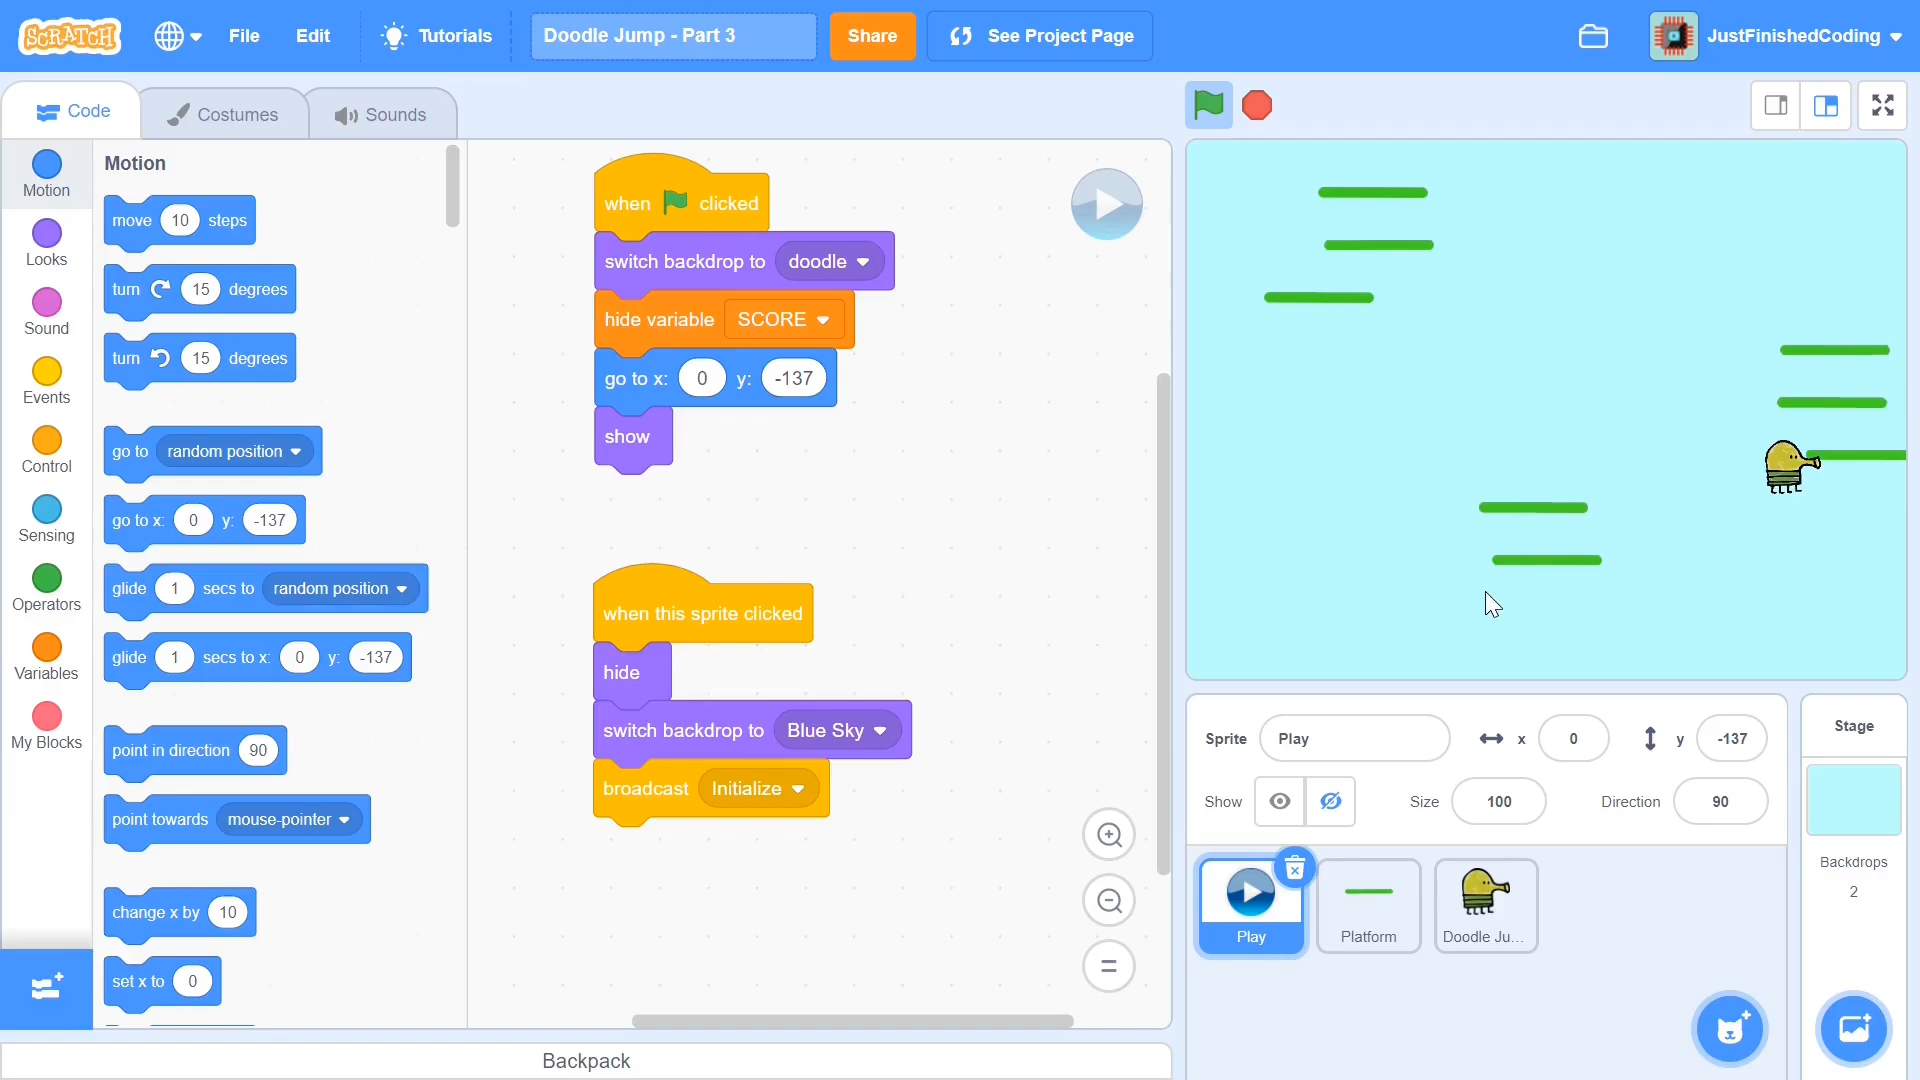 SCRATCH
File
Edit
Tutorials
Doodle Jump - Part 3
Share
See Project Page
JustFinishedCoding
Code
Costumes
Sounds
Motion
Looks
Sound
Events
Control
Sensing
Operators
Variables
My Blocks
Motion
move 10 steps
turn 15 degrees
turn 15 degrees
go to random position
go to x: 0 y: -137
glide 1 secs to random position
glide 1 secs to x: 0 y: -137
point in direction 90
point towards mouse-pointer
change x by 10
set x to 0
when clicked
switch backdrop to doodle
hide variable SCORE
go to x: 0 y: -137
show
when this sprite clicked
hide
switch backdrop to Blue Sky
broadcast Initialize
Backpack
Sprite Play x 0 y -137
Show Size 100 Direction 90
Play
Platform
Doodle Ju...
Stage
Backdrops
2